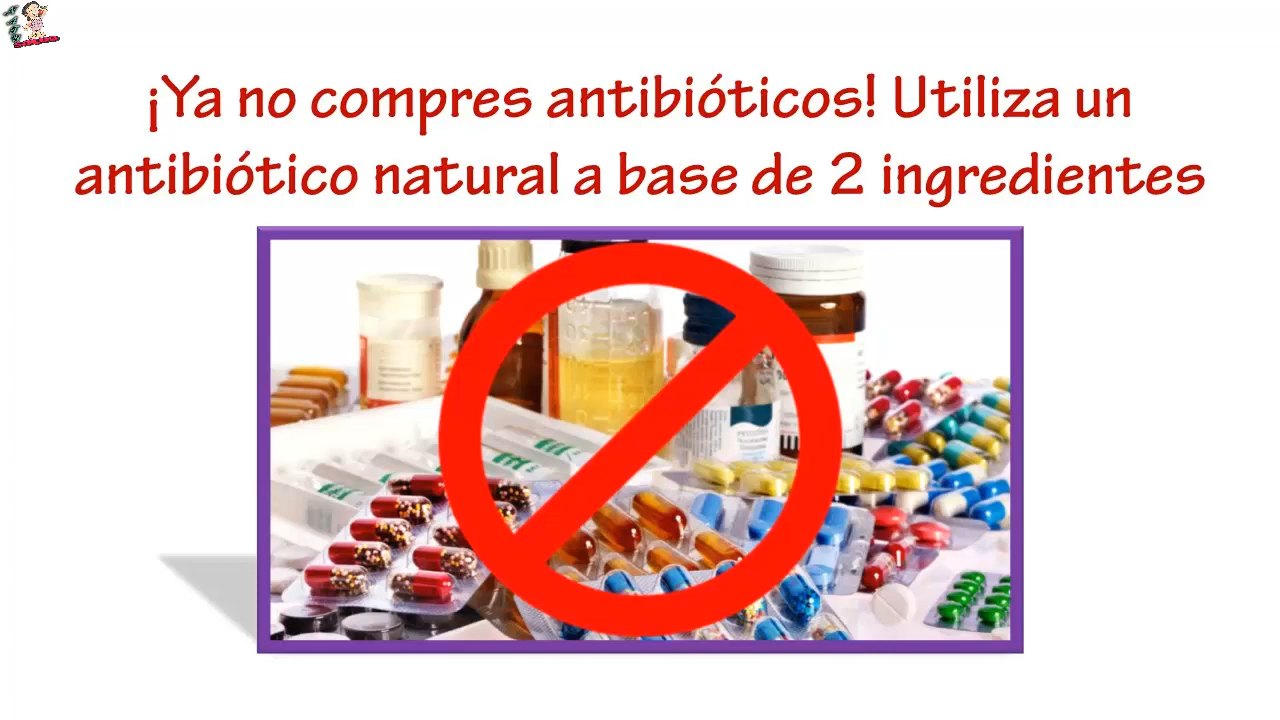 ¡Ya no compres antibióticos! Utiliza un
antibiótico natural a base de 2 ingredientes